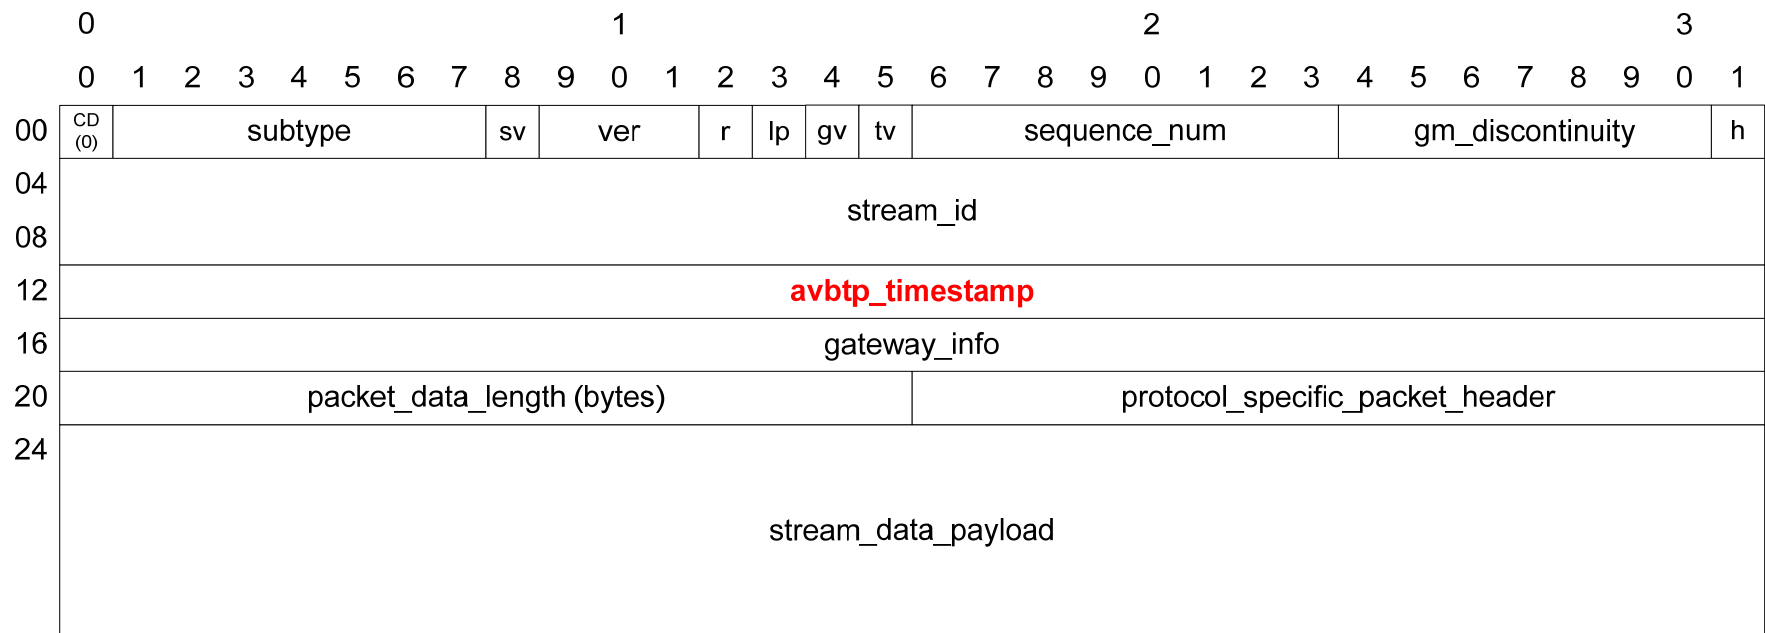 0 1 2 3
0 1 2 3 4 5 6 7 8 9 0 1 2 3 4 5 6 7 8 9 0 1 2 3 4 5 6 7 8 9 0 1
00 CD (0) subtype sv ver r lp gv tv sequence_num gm_discontinuity h
04
stream_id
08
12 avbtp_timestamp
16 gateway_info
20 packet_data_length (bytes) protocol_specific_packet_header
24
stream_data_payload